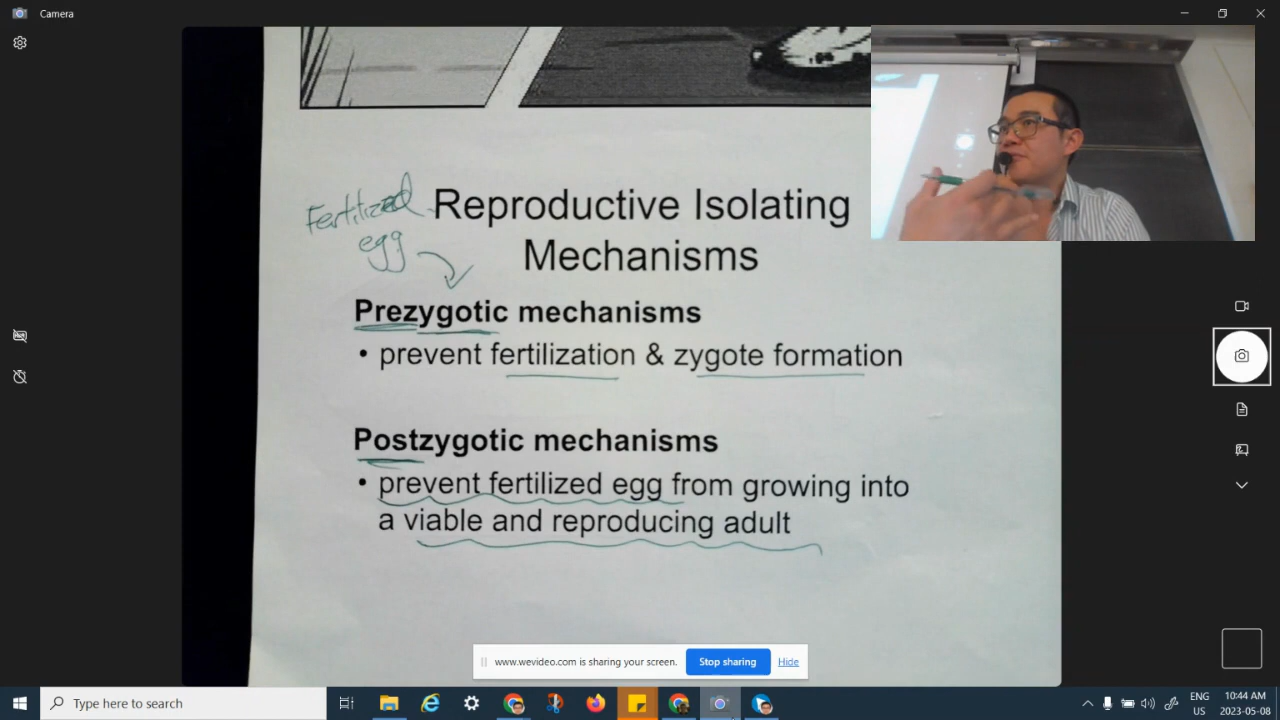 Camera
Fertilized
egg
Reproductive Isolating
Mechanisms
Prezygotic mechanisms
• prevent fertilization & zygote formation
Postzygotic mechanisms
• prevent fertilized egg from growing into
a viable and reproducing adult
www.wevideo.com is sharing your screen.
Stop sharing
Hide
Type here to search
ENG
US
10:44 AM
2023-05-08